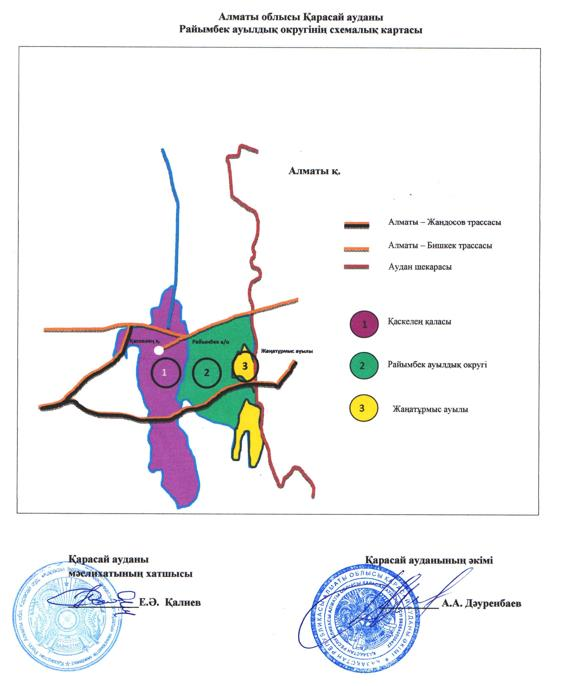 Алматы облысы Қарасай ауданы
Райымбек ауылдық округінің схемалық картасы
Алматы қ.
Алматы – Жандосов трассасы
Алматы – Бишкек трассасы
Аудан шекарасы
Қаскелең қ.
Райымбек а/о
Жаңатұрмыс ауылы
1
2
3
1
Қаскелең қаласы
2
Райымбек ауылдық округі
3
Жаңатұрмыс ауылы
Қарасай ауданы
мәслихатының хатшысы
Е.Ә. Қалиев
Қарасай ауданының әкімі
А.А. Дәуренбаев